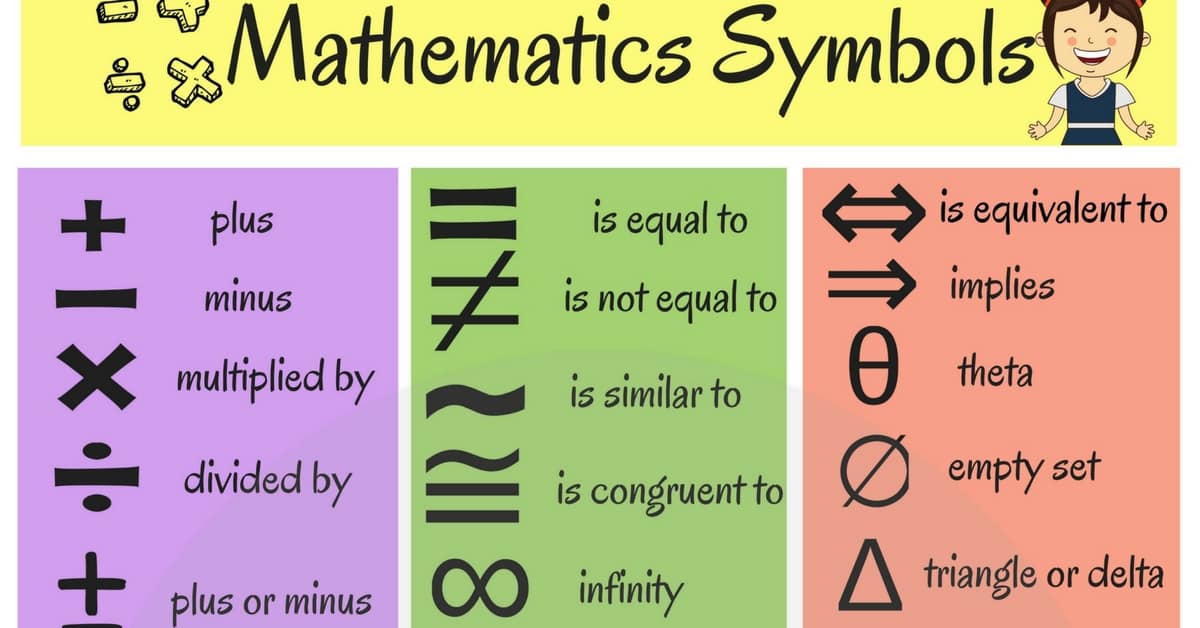 Mathematics Symbols
+ plus
− minus
× multiplied by
÷ divided by
± plus or minus
= is equal to
≠ is not equal to
~ is similar to
≅ is congruent to
∞ infinity
⇔ is equivalent to
⇒ implies
θ theta
∅ empty set
Δ triangle or delta